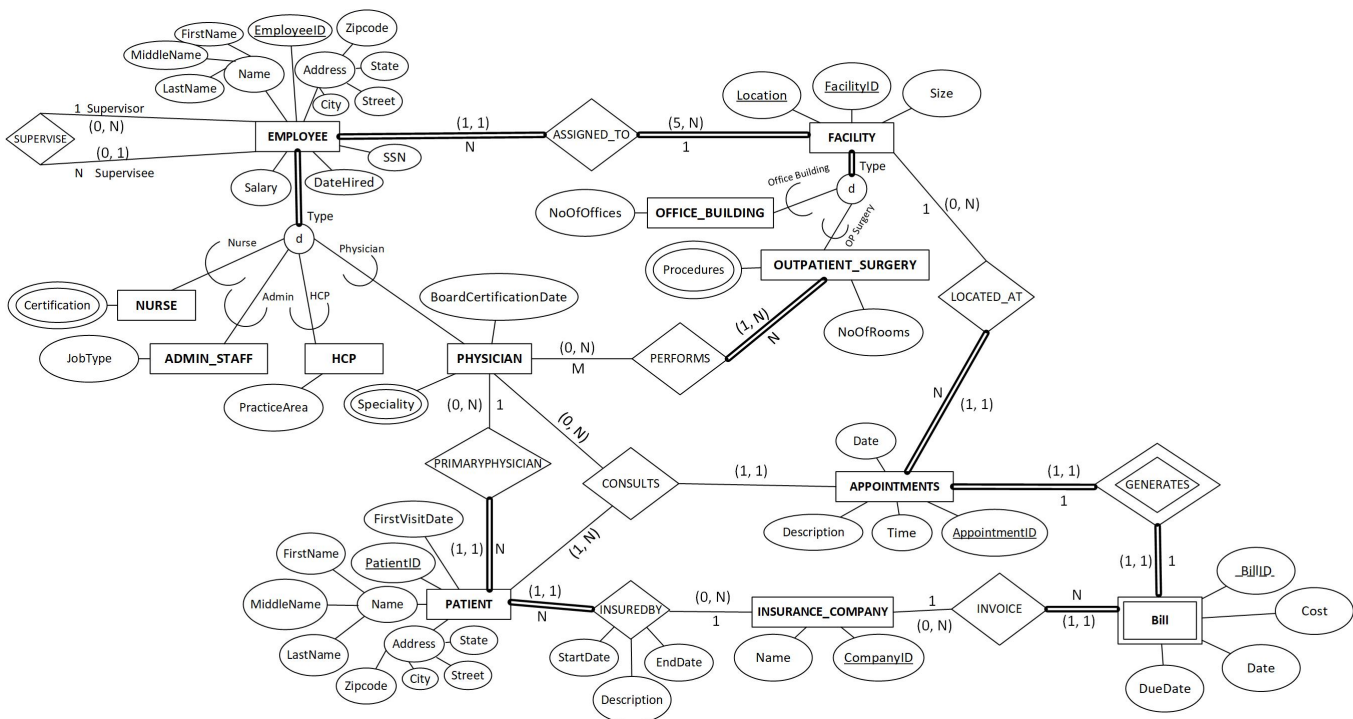 EmployeeID
Zipcode
FirstName
MiddleName
Name
Address
State
LastName
City
Street
1 Supervisor
(0, N)
SUPERVISE
(0, 1)
N Supervisee
EMPLOYEE
SSN
Salary
DateHired
(1, 1)
N
ASSIGNED_TO
(5, N)
1
Location
FacilityID
Size
FACILITY
Type
d
Office Building
OP Surgery
NoOfOffices
OFFICE_BUILDING
Procedures
OUTPATIENT_SURGERY
NoOfRooms
1
(0, N)
LOCATED_AT
N
(1, 1)
Type
d
Nurse
Physician
Admin
HCP
Certification
NURSE
JobType
ADMIN_STAFF
HCP
PracticeArea
BoardCertificationDate
PHYSICIAN
Speciality
(0, N)
M
PERFORMS
(1, N)
N
(0, N)
1
PRIMARYPHYSICIAN
(1, 1)
N
(0, N)
CONSULTS
(1, N)
(1, 1)
Date
APPOINTMENTS
Description
Time
AppointmentID
(1, 1)
1
GENERATES
(1, 1)
1
FirstVisitDate
PatientID
FirstName
MiddleName
Name
LastName
PATIENT
Address
State
Zipcode
City
Street
(1, 1)
N
INSUREDBY
StartDate
EndDate
Description
(0, N)
1
INSURANCE_COMPANY
Name
CompanyID
1
(0, N)
INVOICE
N
(1, 1)
Bill
BillID
Cost
Date
DueDate